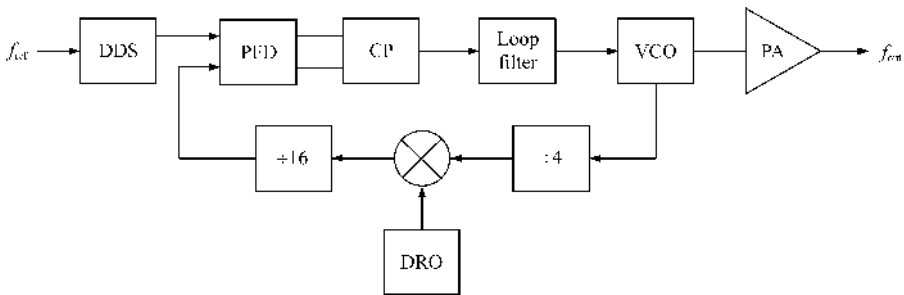 f_ref
DDS
PFD
CP
Loop
filter
VCO
PA
f_out
÷16
÷4
DRO